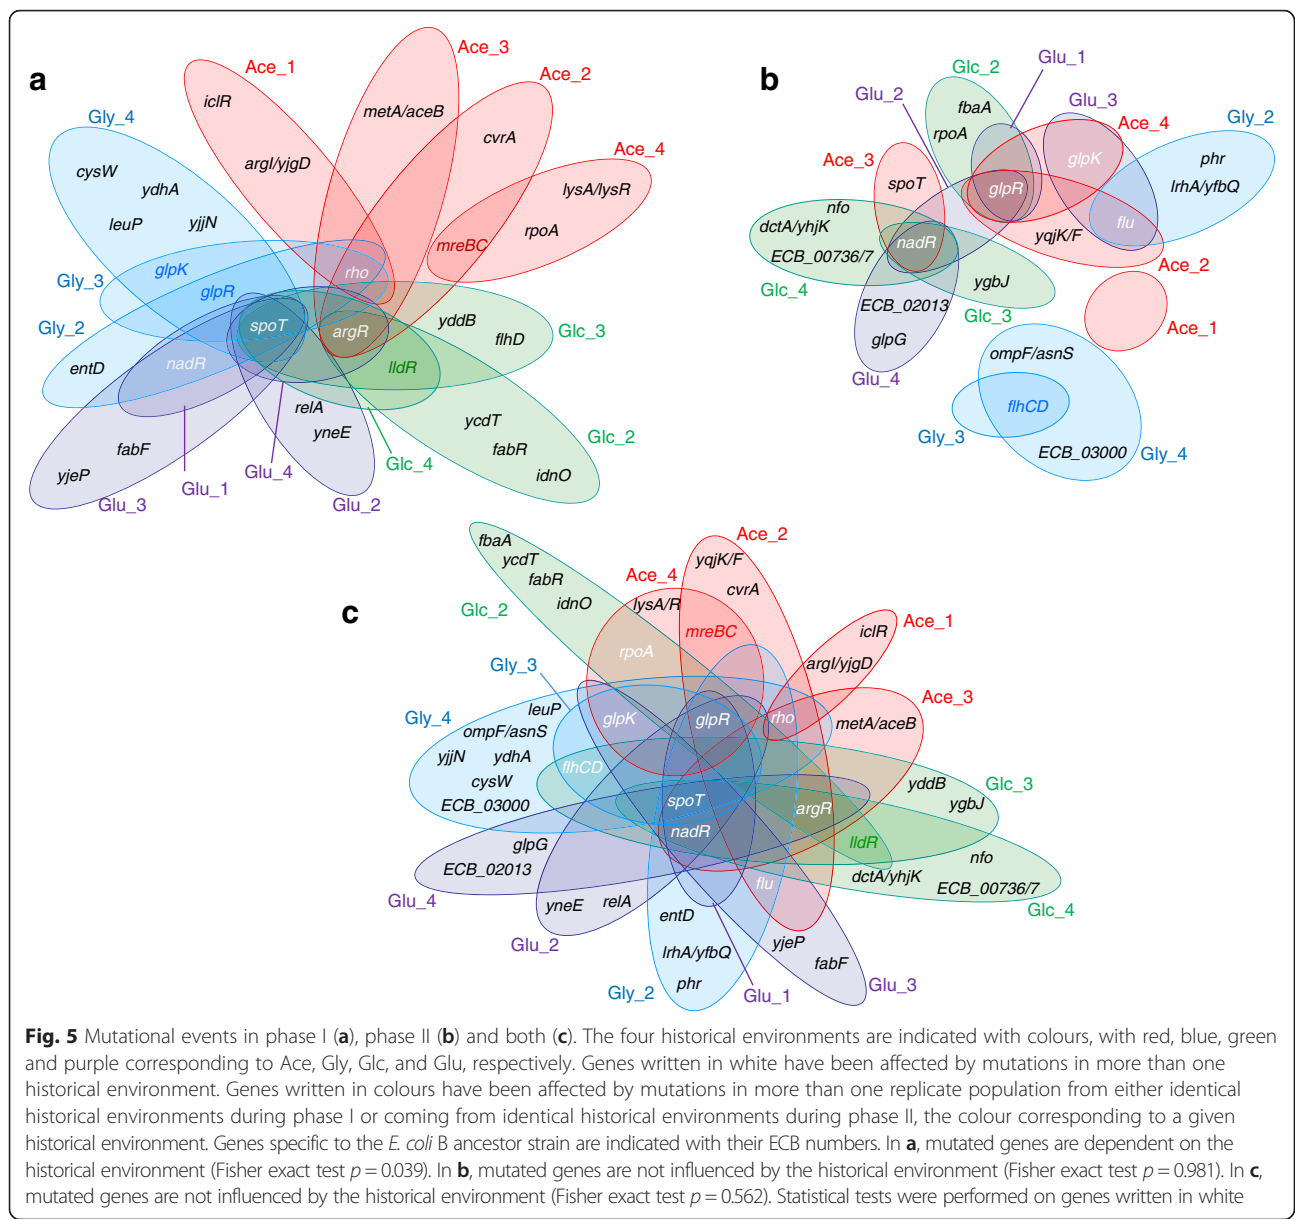 a
Ace_1
Ace_3
Ace_2
Ace_4
Gly_4
iclR
metA/aceB
cvrA
argI/yjgD
lysA/lysR
rpoA
mreBC
cysW
ydhA
leuP
yjjN
glpK
rho
Gly_3
glpR
Gly_2
spoT
argR
yddB
flhD
Glc_3
entD
nadR
lldR
relA
yneE
ycdT
fabR
idnO
Glc_2
fabF
yjeP
Glu_3
Glu_1
Glu_4
Glu_2
Glc_4
b
Glc_2
Glu_1
Glu_2
Glu_3
fbaA
rpoA
Ace_4
Gly_2
Ace_3
glpK
phr
lrhA/yfbQ
spoT
glpR
nfo
flu
dctA/yhjK
nadR
yqjK/F
ECB_00736/7
Ace_2
Glc_4
ygbJ
ECB_02013
Glc_3
glpG
Ace_1
Glu_4
ompF/asnS
flhCD
Gly_3
ECB_03000
Gly_4
c
fbaA
ycdT
fabR
idnO
Glc_2
Ace_2
yqjK/F
cvrA
Ace_4
lysA/R
mreBC
rpoA
Ace_1
iclR
argI/yjgD
Gly_3
Ace_3
Gly_4
leuP
glpK
glpR
rho
metA/aceB
ompF/asnS
yjjN
ydhA
flhCD
cysW
ECB_03000
spoT
argR
yddB
ygbJ
Glc_3
nadR
lldR
glpG
ECB_02013
nfo
dctA/yhjK
ECB_00736/7
Glu_4
flu
Glc_4
yneE
relA
entD
Glu_2
lrhA/yfbQ
yjeP
fabF
phr
Gly_2
Glu_1
Glu_3
Fig. 5 Mutational events in phase I (a), phase II (b) and both (c). The four historical environments are indicated with colours, with red, blue, green
and purple corresponding to Ace, Gly, Glc, and Glu, respectively. Genes written in white have been affected by mutations in more than one
historical environment. Genes written in colours have been affected by mutations in more than one replicate population from either identical
historical environments during phase I or coming from identical historical environments during phase II, the colour corresponding to a given
historical environment. Genes specific to the E. coli B ancestor strain are indicated with their ECB numbers. In a, mutated genes are dependent on the
historical environment (Fisher exact test p = 0.039). In b, mutated genes are not influenced by the historical environment (Fisher exact test p = 0.981). In c,
mutated genes are not influenced by the historical environment (Fisher exact test p = 0.562). Statistical tests were performed on genes written in white